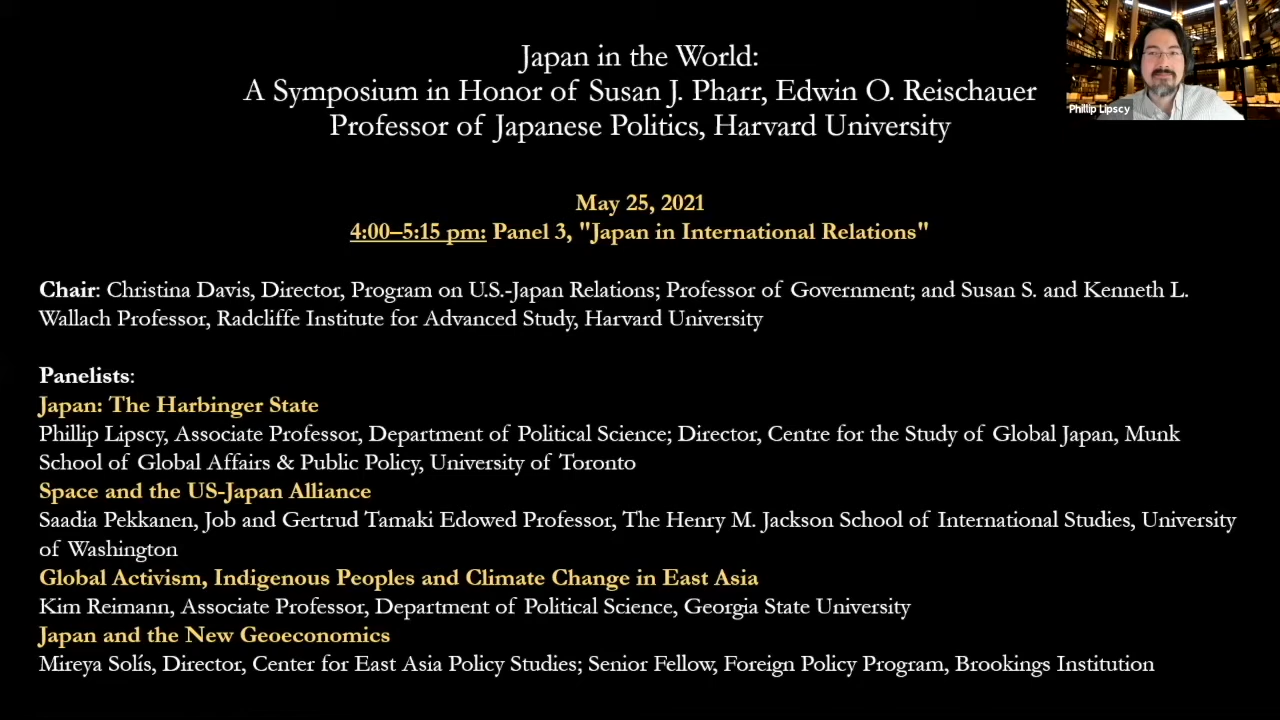 Japan in the World:
A Symposium in Honor of Susan J. Pharr, Edwin O. Reischauer
Professor of Japanese Politics, Harvard University
Phillip Lipscy
May 25, 2021
4:00–5:15 pm: Panel 3, "Japan in International Relations"
Chair: Christina Davis, Director, Program on U.S.-Japan Relations; Professor of Government; and Susan S. and Kenneth L.
Wallach Professor, Radcliffe Institute for Advanced Study, Harvard University
Panelists:
Japan: The Harbinger State
Phillip Lipscy, Associate Professor, Department of Political Science; Director, Centre for the Study of Global Japan, Munk
School of Global Affairs & Public Policy, University of Toronto
Space and the US-Japan Alliance
Saadia Pekkanen, Job and Gertrud Tamaki Edowed Professor, The Henry M. Jackson School of International Studies, University
of Washington
Global Activism, Indigenous Peoples and Climate Change in East Asia
Kim Reimann, Associate Professor, Department of Political Science, Georgia State University
Japan and the New Geoeconomics
Mireya Solís, Director, Center for East Asia Policy Studies; Senior Fellow, Foreign Policy Program, Brookings Institution